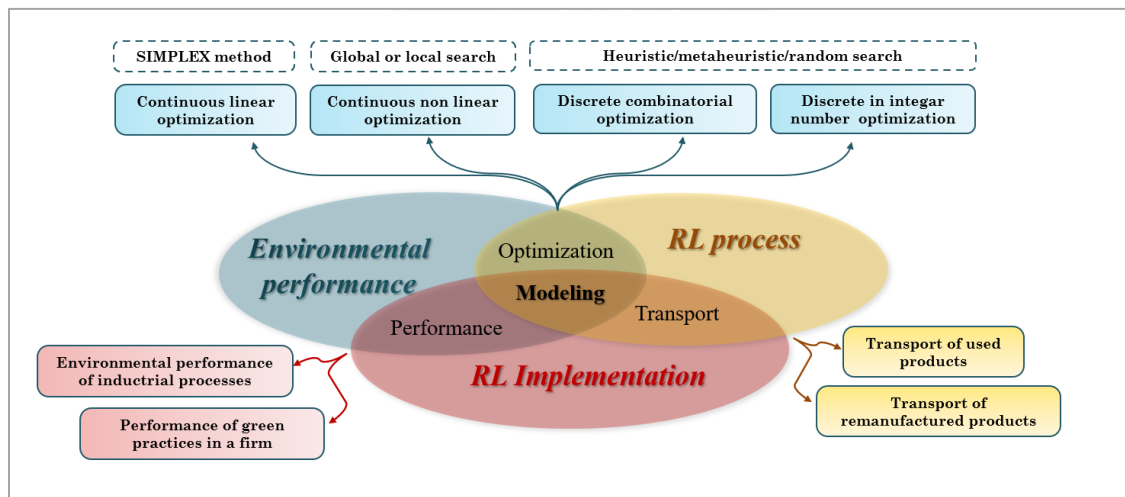 SIMPLEX method
Global or local search
Heuristic/metaheuristic/random search
Continuous linear
optimization
Continuous non linear
optimization
Discrete combinatorial
optimization
Discrete in integar
number optimization
Environmental
performance
Optimization
RL process
Modeling
Performance
Transport
RL Implementation
Environmental performance
of inductrial processes
Performance of green
practices in a firm
Transport of used
products
Transport of
remanufactured products